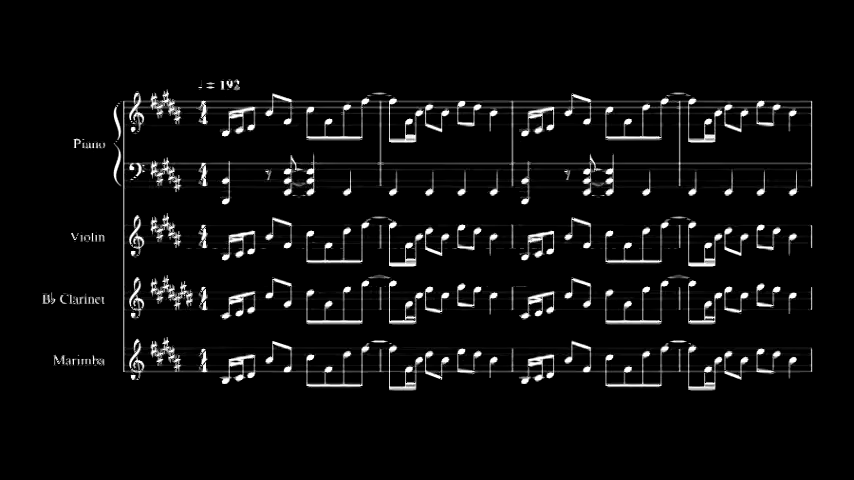 ♩ = 192
Piano
Violin
B♭ Clarinet
Marimba